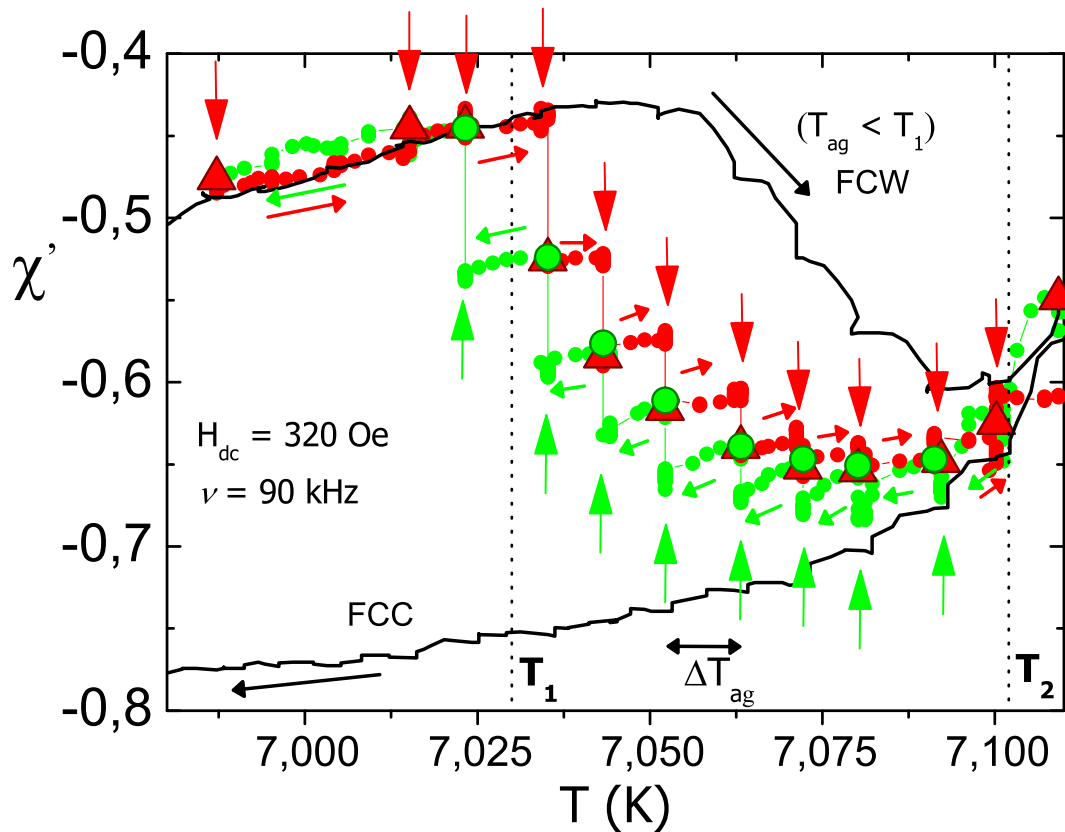 -0,4
-0,5
-0,6
-0,7
-0,8
χ’
(T_ag < T_1)
FCW
H_dc = 320 Oe
ν = 90 kHz
FCC
T_1
ΔT_ag
T_2
7,000 7,025 7,050 7,075 7,100
T (K)